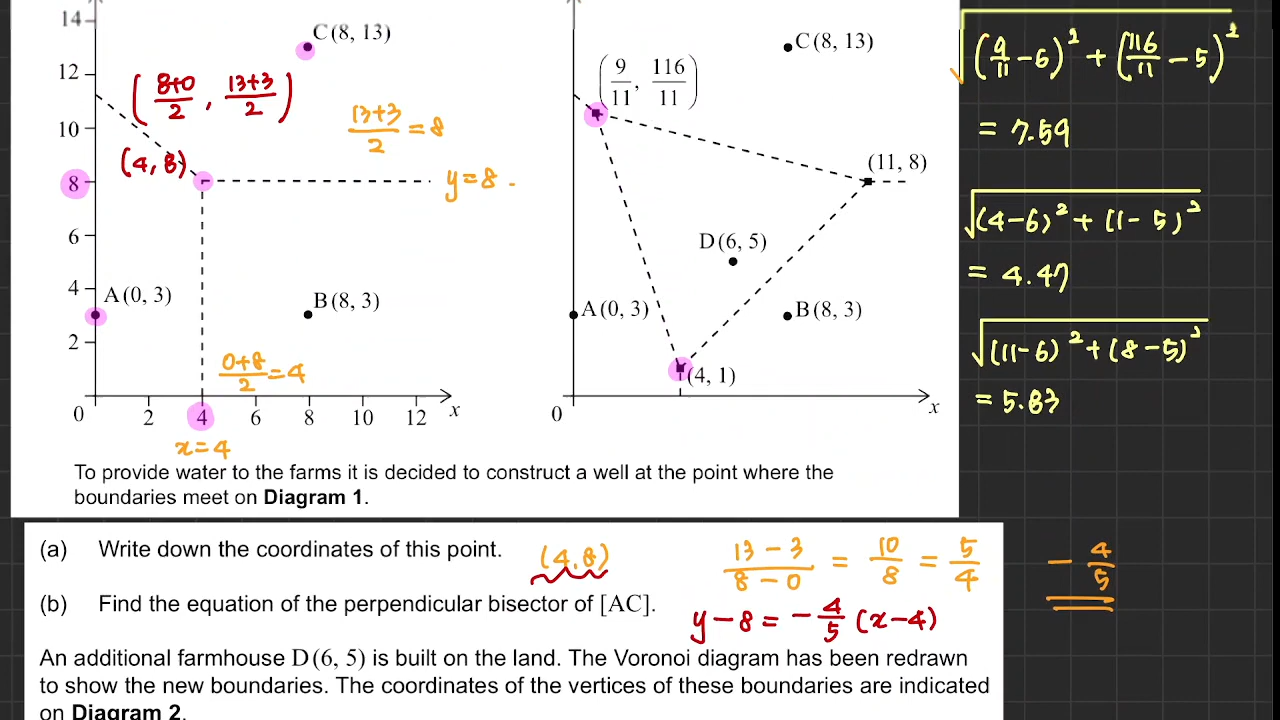 14
C(8, 13)
12
(8+0/2, 13+3/2)
13+3/2 = 8
10
(4, 8)
8
y=8
6
4
A(0, 3)
B(8, 3)
2
0+8/2 = 4
0
2
4
6
8
10
12
x
x=4
C(8, 13)
(9/11, 116/11)
(11, 8)
D(6, 5)
A(0, 3)
B(8, 3)
(4, 1)
0
x
√(9/11 − 6)² + (116/11 − 5)²
= 7.59
√(4−6)² + (1−5)²
= 4.47
√(11−6)² + (8−5)²
= 5.83
To provide water to the farms it is decided to construct a well at the point where the
boundaries meet on Diagram 1.
(a) Write down the coordinates of this point.
(4,8)
13 − 3/8 − 0 = 10/8 = 5/4
− 4/5
(b) Find the equation of the perpendicular bisector of [AC].
y − 8 = − 4/5 (x − 4)
An additional farmhouse D(6, 5) is built on the land. The Voronoi diagram has been redrawn
to show the new boundaries. The coordinates of the vertices of these boundaries are indicated
on Diagram 2.